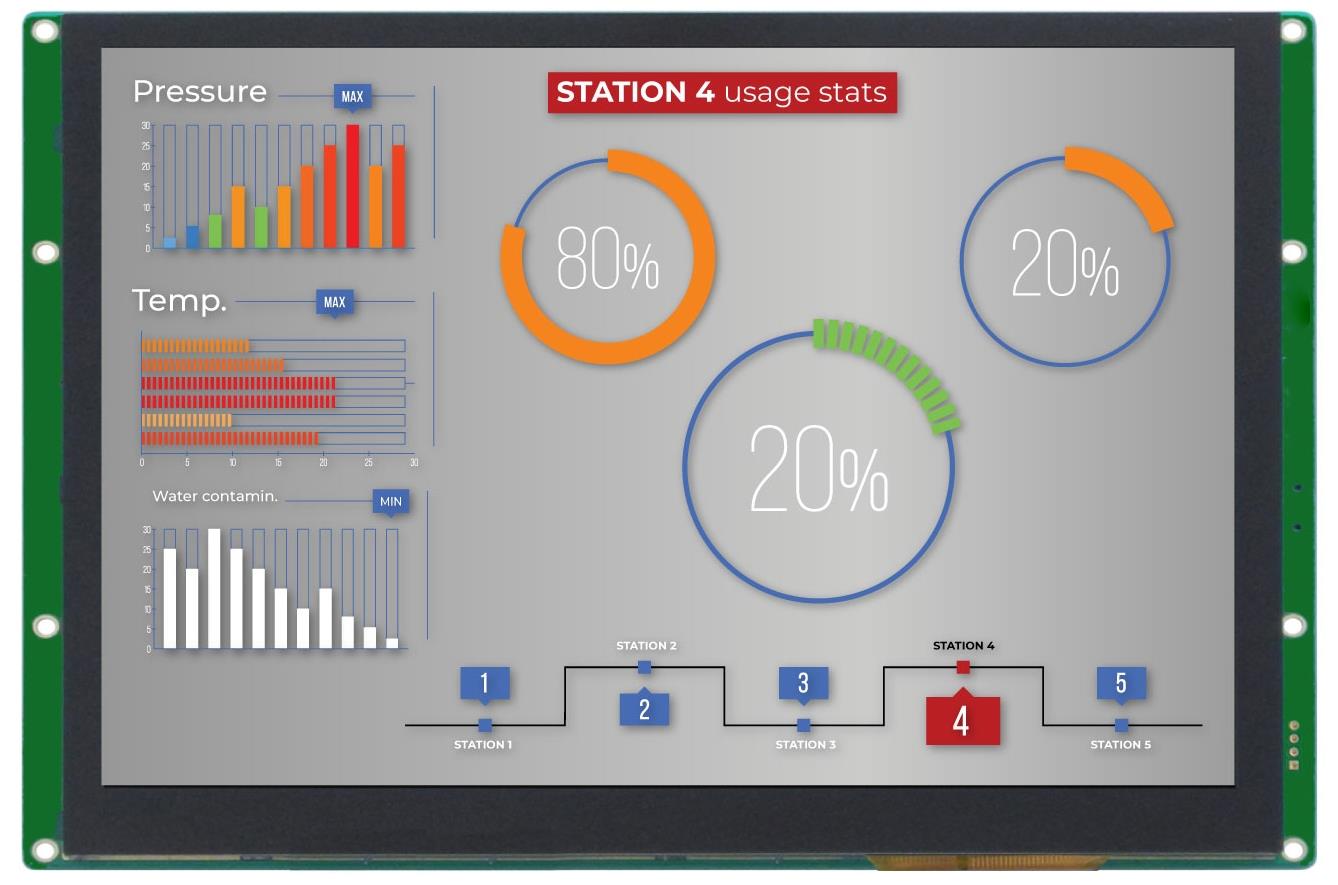 STATION 4 usage stats
Pressure
MAX
30
25
20
15
10
5
0
80%
20%
20%
Temp.
MAX
0 5 10 15 20 25 30
Water contamin.
MIN
30
25
20
15
10
5
0
STATION 2
STATION 4
1
3
5
2
4
STATION 1
STATION 3
STATION 5